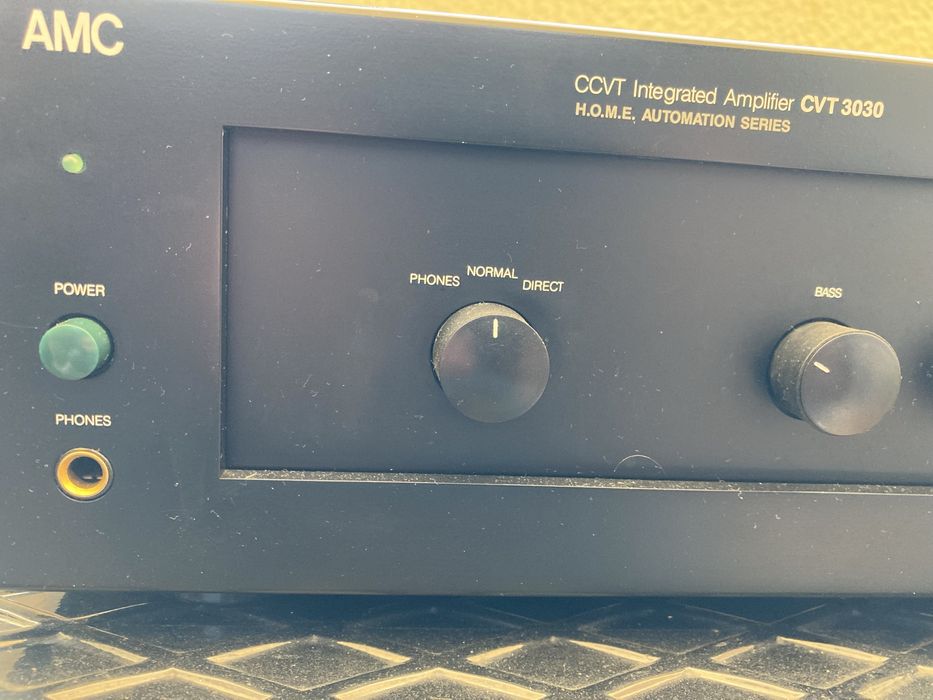 AMC
CCVT Integrated Amplifier CVT 3030
H.O.M.E. AUTOMATION SERIES
POWER
PHONES NORMAL DIRECT
BASS
PHONES